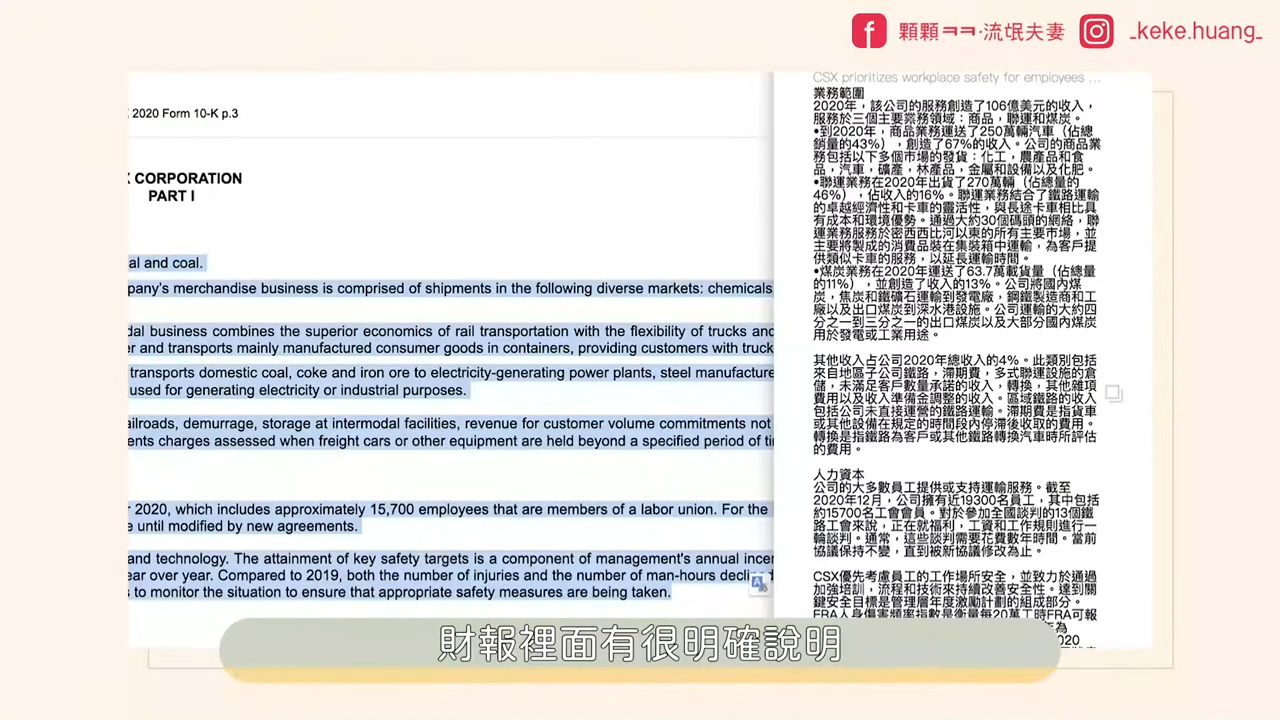 顆顆ㄱㄱ·流氓夫妻
_keke.huang_
2020 Form 10-K p.3
X CORPORATION
PART I
al and coal.
pany's merchandise business is comprised of shipments in the following diverse markets: chemicals
dal business combines the superior economics of rail transportation with the flexibility of trucks and
er and transports mainly manufactured consumer goods in containers, providing customers with truck
transports domestic coal, coke and iron ore to electricity-generating power plants, steel manufacture
used for generating electricity or industrial purposes.
ailroads, demurrage, storage at intermodal facilities, revenue for customer volume commitments not
ents charges assessed when freight cars or other equipment are held beyond a specified period of ti
r 2020, which includes approximately 15,700 employees that are members of a labor union. For the
e until modified by new agreements.
and technology. The attainment of key safety targets is a component of management's annual incen
ear over year. Compared to 2019, both the number of injuries and the number of man-hours declined
s to monitor the situation to ensure that appropriate safety measures are being taken.
CSX prioritizes workplace safety for employees ...
業務範圍
2020年，該公司的服務創造了106億美元的收入，
服務於三個主要業務領域：商品，聯運和煤炭。
•到2020年，商品業務運送了250萬輛汽車（佔總
銷量的43%），創造了67%的收入。公司的商品業
務包括以下多個市場的發貨：化工，農產品和食
品，汽車，礦產，林產品，金屬和設備以及化肥。
•聯運業務在2020年出貨了270萬輛（佔總量的
46%），佔收入的16%。聯運業務結合了鐵路運輸
的卓越經濟性和卡車的靈活性，與長途卡車相比具
有成本和環境優勢。通過大約30個碼頭的網絡，聯
運業務服務於密西西比河以東的所有主要市場，並
主要將製成的消費品裝在集裝箱中運輸，為客戶提
供類似卡車的服務，以延長運輸時間。
•煤炭業務在2020年運送了63.7萬載貨量（佔總量
的11%），並創造了收入的13%。公司將國內煤
炭，焦炭和鐵礦石運輸到發電廠，鋼鐵製造商和工
廠以及出口煤炭到深水港設施。公司運輸的大約四
分之一到三分之一的出口煤炭以及大部分國內煤炭
用於發電或工業用途。
其他收入占公司2020年總收入的4%。此類別包括
來自地區子公司鐵路，滯期費，多式聯運設施的倉
儲，未滿足客戶數量承諾的收入，轉換，其他雜項
費用以及收入準備金調整的收入。區域鐵路的收入
包括公司未直接運營的鐵路運輸。滯期費是指貨車
或其他設備在規定的時間段內停滯後收取的費用。
轉換是指鐵路為客戶或其他鐵路轉換汽車時所評估
的費用。
人力資本
公司的大多數員工提供或支持運輸服務。截至
2020年12月，公司擁有近19300名員工，其中包括
約15700名工會會員。對於參加全國談判的13個鐵
路工會來說，正在就福利，工資和工作規則進行一
輪談判。通常，這些談判需要花費數年時間。當前
協議保持不變，直到被新協議修改為止。
CSX優先考慮員工的工作場所安全，並致力於通過
加強培訓，流程和技術來持續改善安全性。達到關
鍵安全目標是管理層年度激勵計劃的組成部分。
FRA人身傷害頻率指數是衡量每20萬工時FRA可報
財報裡面有很明確說明